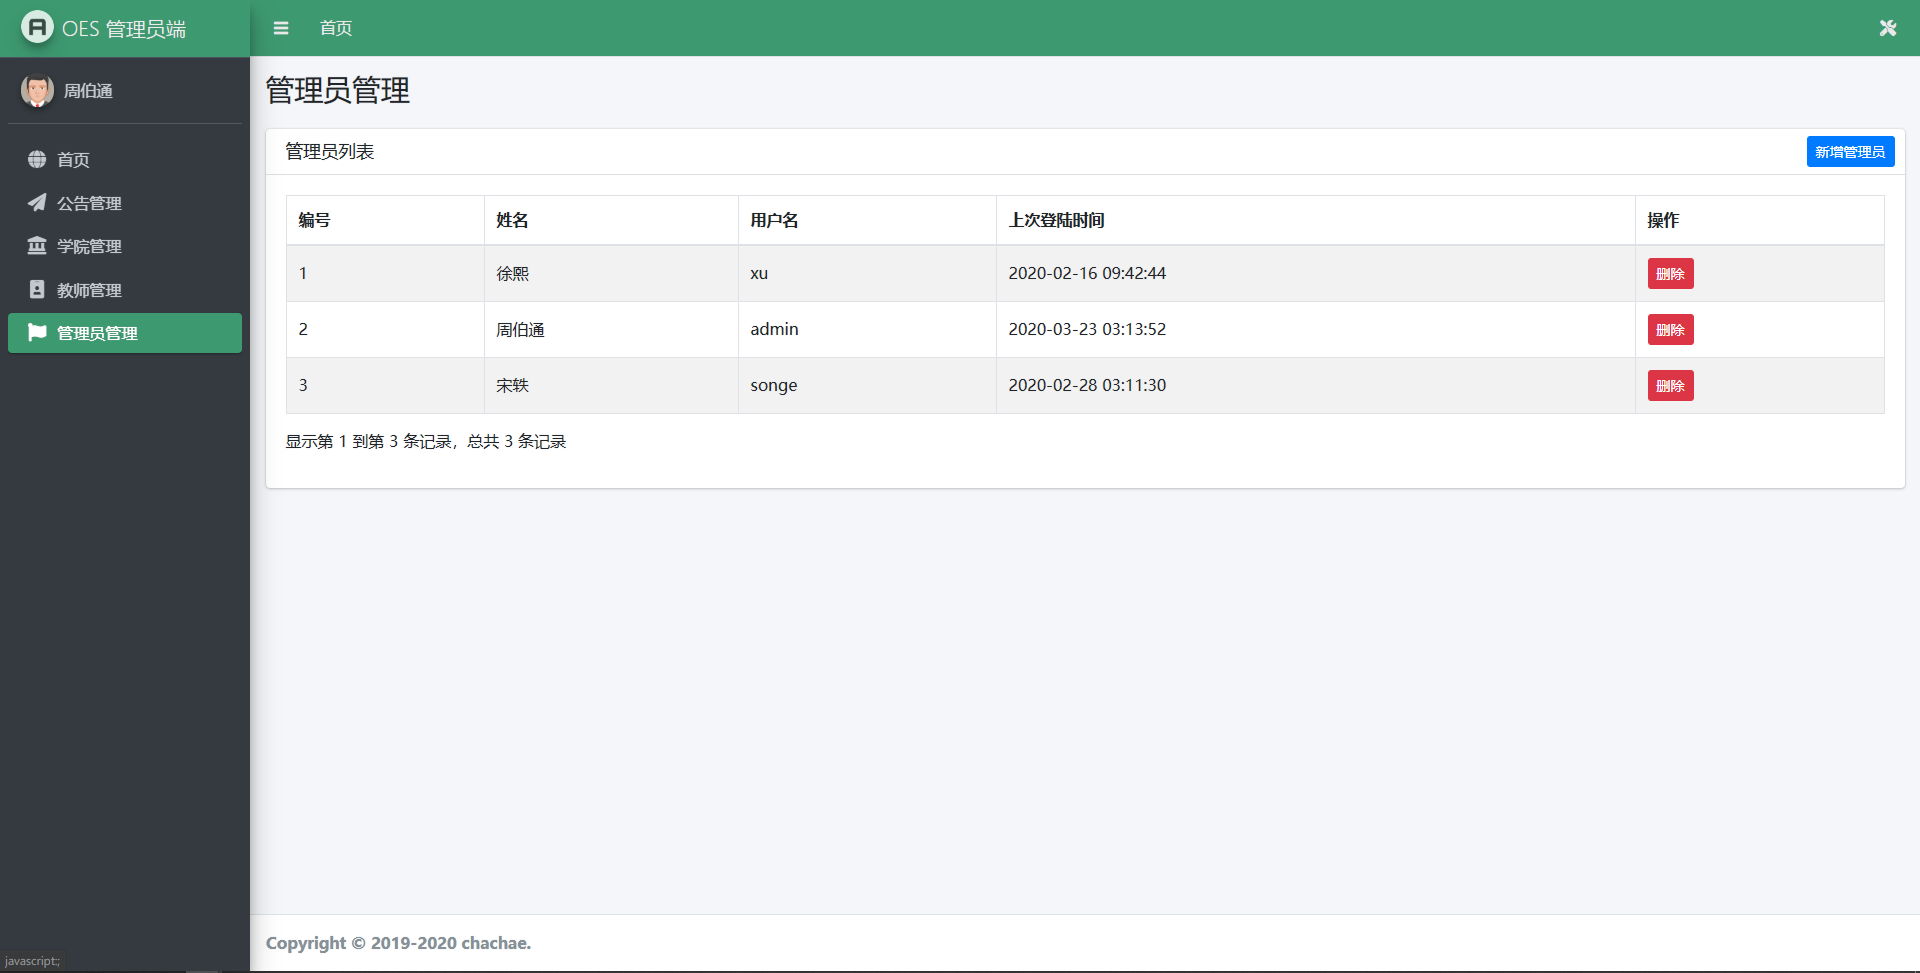 OES 管理员端
首页
周伯通
首页
公告管理
学院管理
教师管理
管理员管理
管理员管理
管理员列表
新增管理员
编号 姓名 用户名 上次登陆时间 操作
1 徐熙 xu 2020-02-16 09:42:44 删除
2 周伯通 admin 2020-03-23 03:13:52 删除
3 宋轶 songe 2020-02-28 03:11:30 删除
显示第 1 到第 3 条记录，总共 3 条记录
Copyright © 2019-2020 chachae.
javascript:;